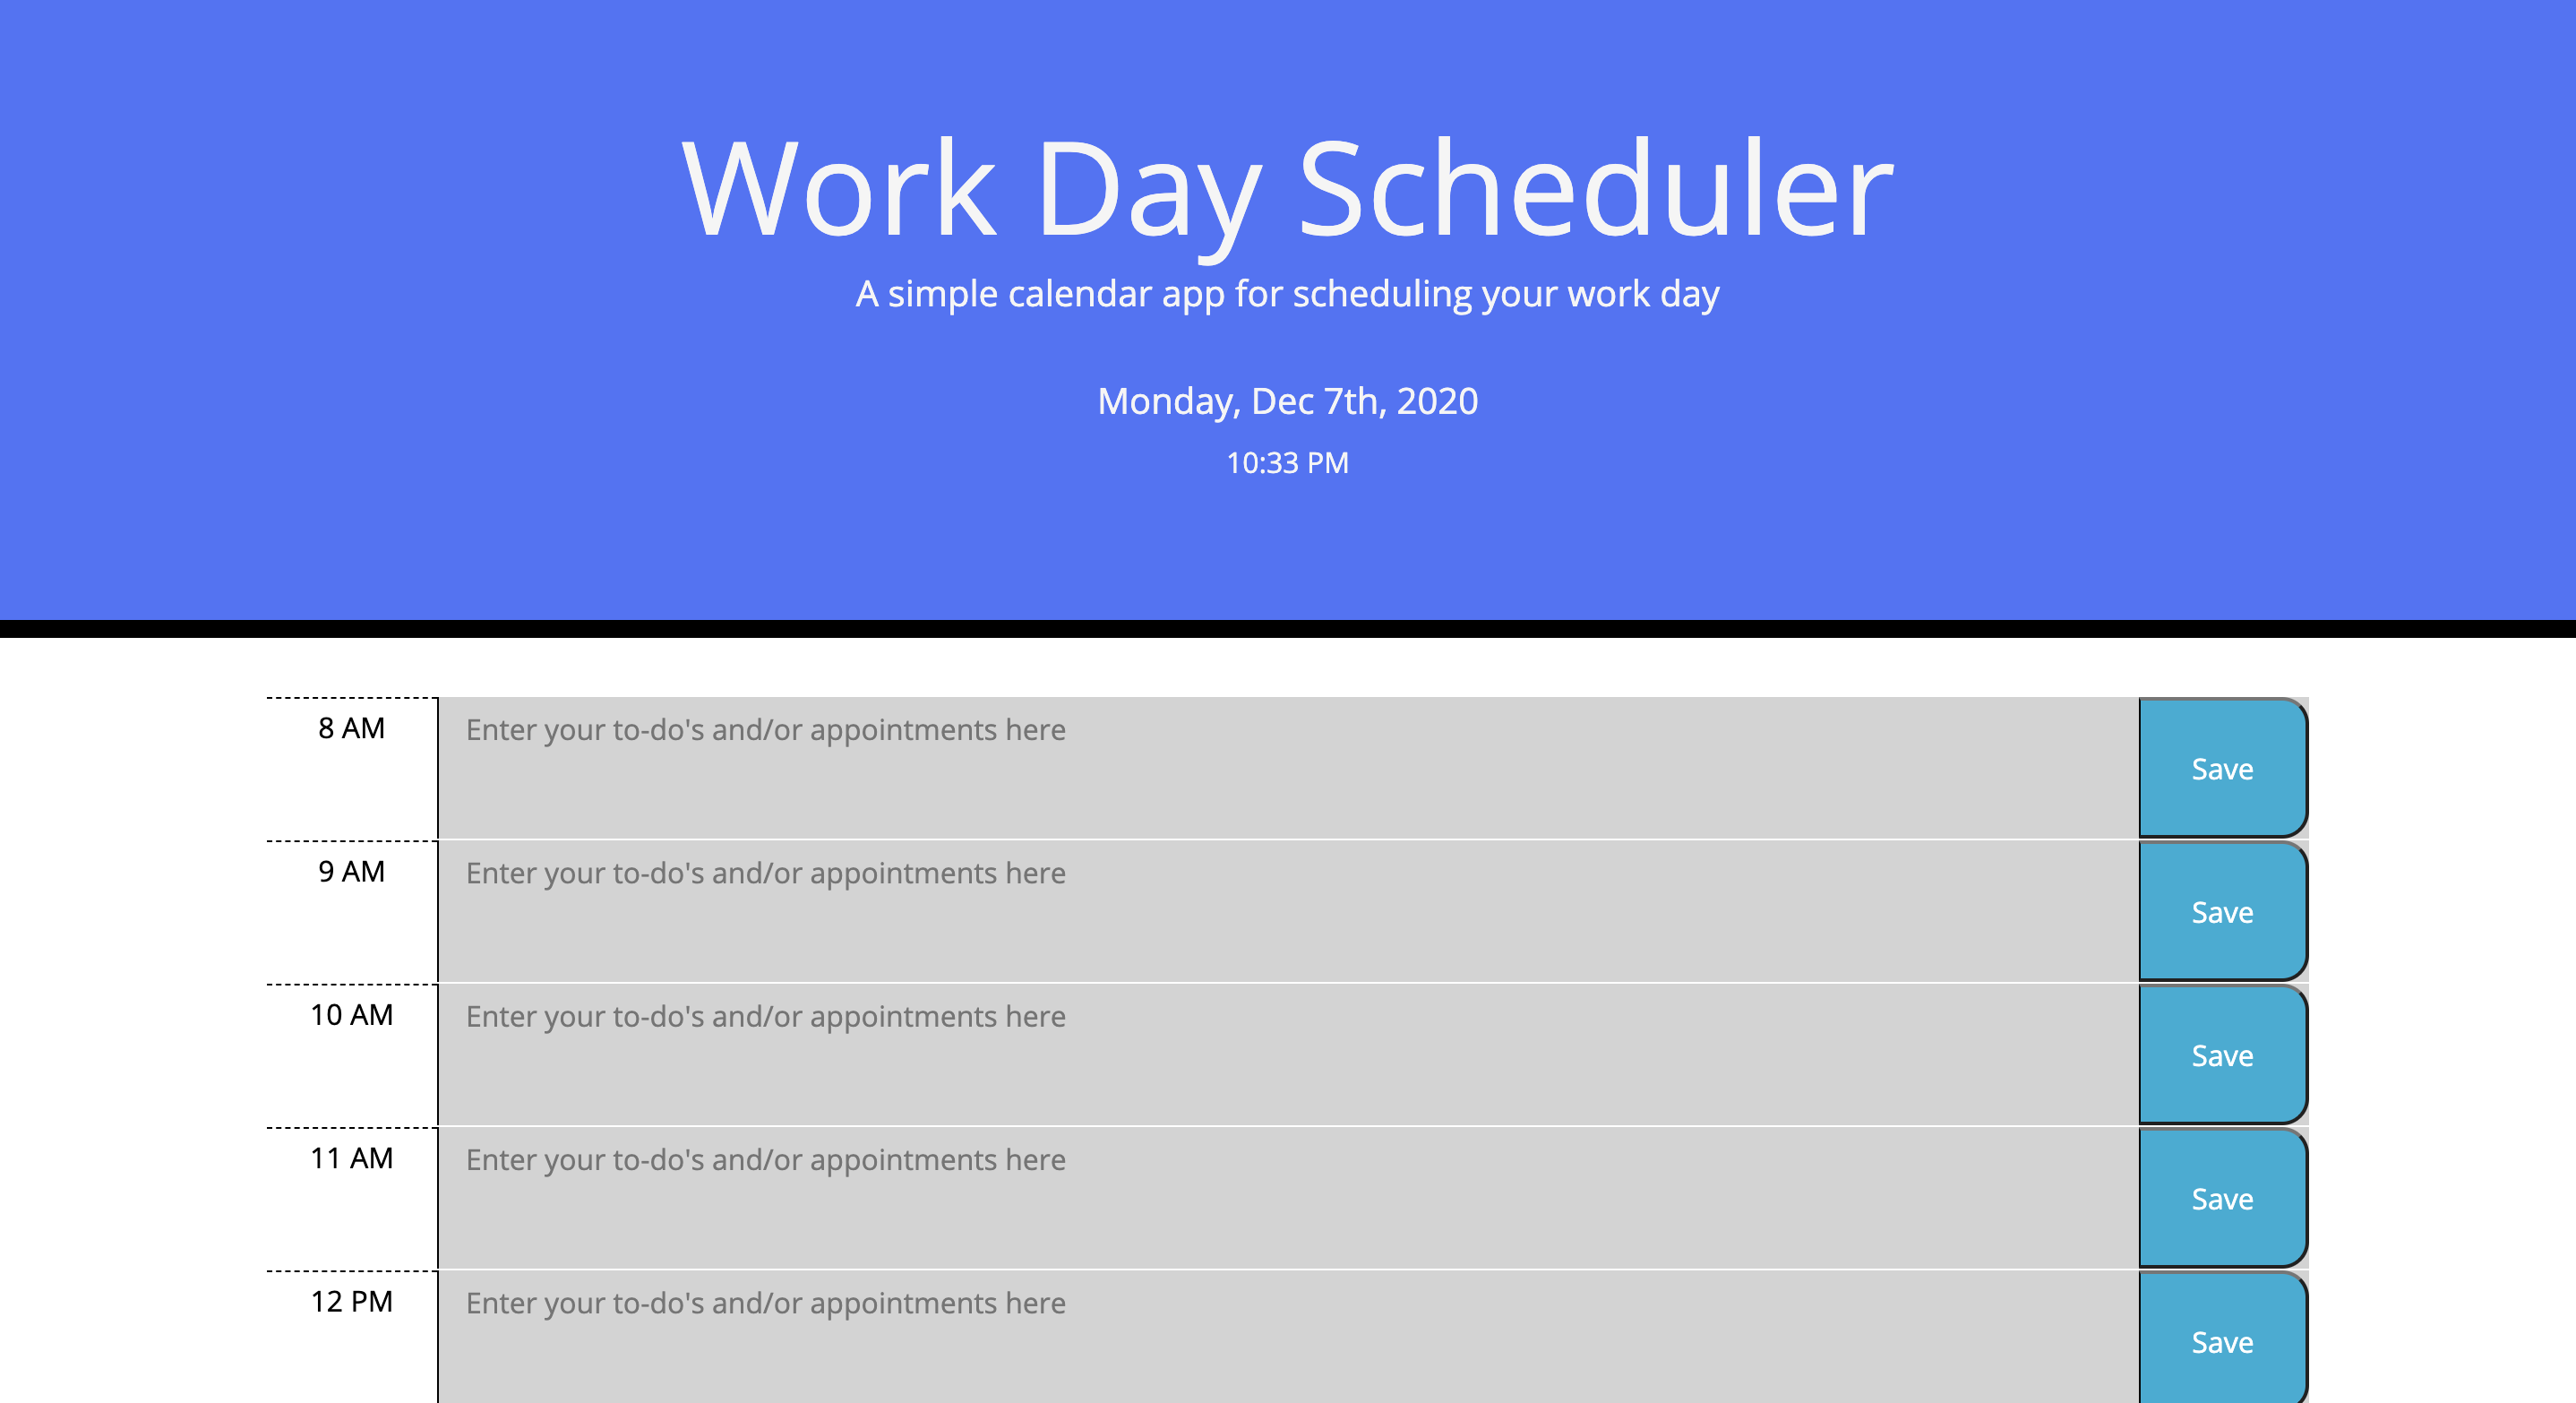 Work Day Scheduler
A simple calendar app for scheduling your work day
Monday, Dec 7th, 2020
10:33 PM
8 AM Enter your to-do's and/or appointments here Save
9 AM Enter your to-do's and/or appointments here Save
10 AM Enter your to-do's and/or appointments here Save
11 AM Enter your to-do's and/or appointments here Save
12 PM Enter your to-do's and/or appointments here Save